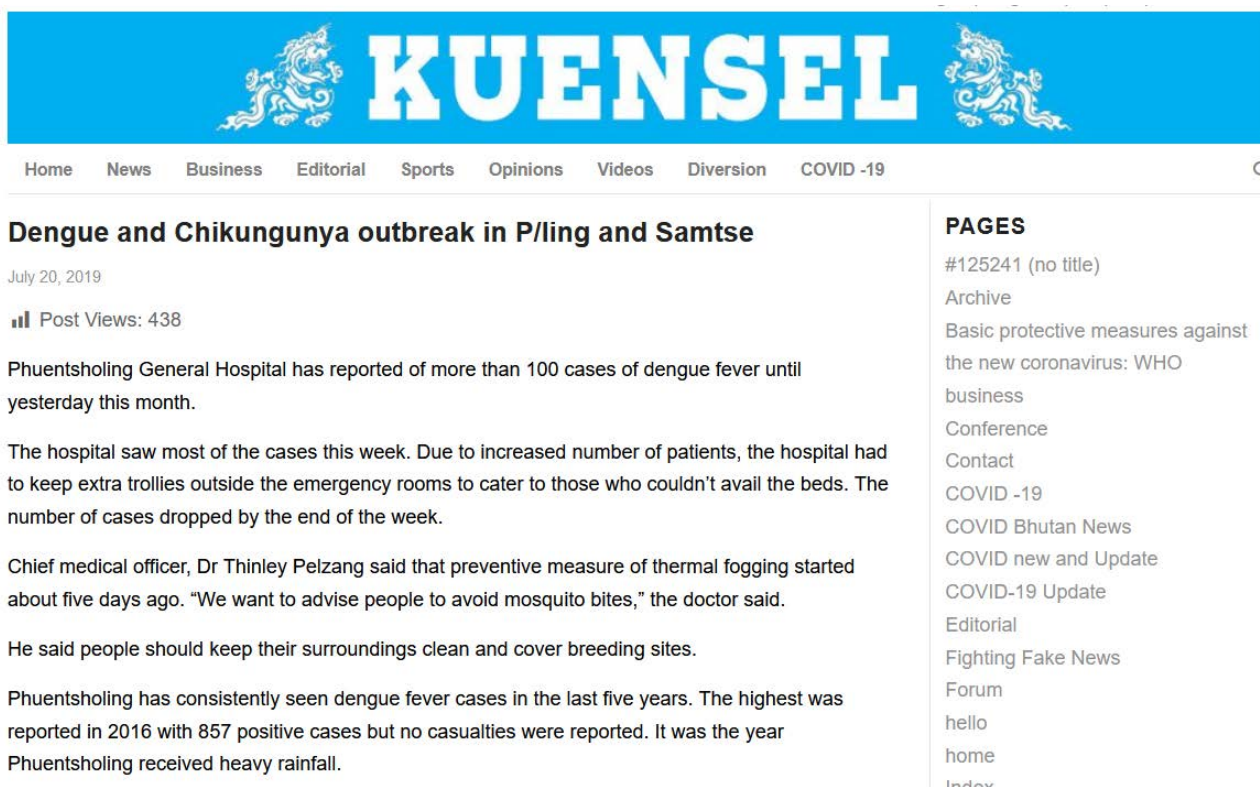 KUENSEL
Home News Business Editorial Sports Opinions Videos Diversion COVID -19
Dengue and Chikungunya outbreak in P/ling and Samtse
July 20, 2019
Post Views: 438
Phuentsholing General Hospital has reported of more than 100 cases of dengue fever until
yesterday this month.
The hospital saw most of the cases this week. Due to increased number of patients, the hospital had
to keep extra trollies outside the emergency rooms to cater to those who couldn’t avail the beds. The
number of cases dropped by the end of the week.
Chief medical officer, Dr Thinley Pelzang said that preventive measure of thermal fogging started
about five days ago. “We want to advise people to avoid mosquito bites,” the doctor said.
He said people should keep their surroundings clean and cover breeding sites.
Phuentsholing has consistently seen dengue fever cases in the last five years. The highest was
reported in 2016 with 857 positive cases but no casualties were reported. It was the year
Phuentsholing received heavy rainfall.
PAGES
#125241 (no title)
Archive
Basic protective measures against
the new coronavirus: WHO
business
Conference
Contact
COVID -19
COVID Bhutan News
COVID new and Update
COVID-19 Update
Editorial
Fighting Fake News
Forum
hello
home
Index